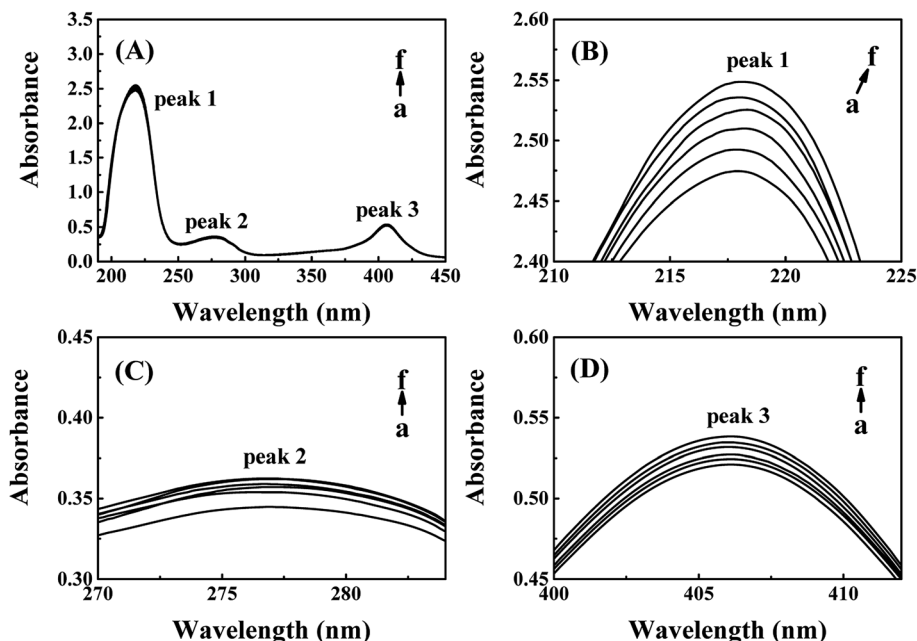 (A)
f
a
peak 1
peak 2
peak 3
Absorbance
3.5
3.0
2.5
2.0
1.5
1.0
0.5
0.0
200
250
300
350
400
450
Wavelength (nm)
(B)
peak 1
f
a
Absorbance
2.60
2.55
2.50
2.45
2.40
210
215
220
225
Wavelength (nm)
(C)
f
a
peak 2
Absorbance
0.45
0.40
0.35
0.30
270
275
280
Wavelength (nm)
(D)
f
a
peak 3
Absorbance
0.60
0.55
0.50
0.45
400
405
410
Wavelength (nm)